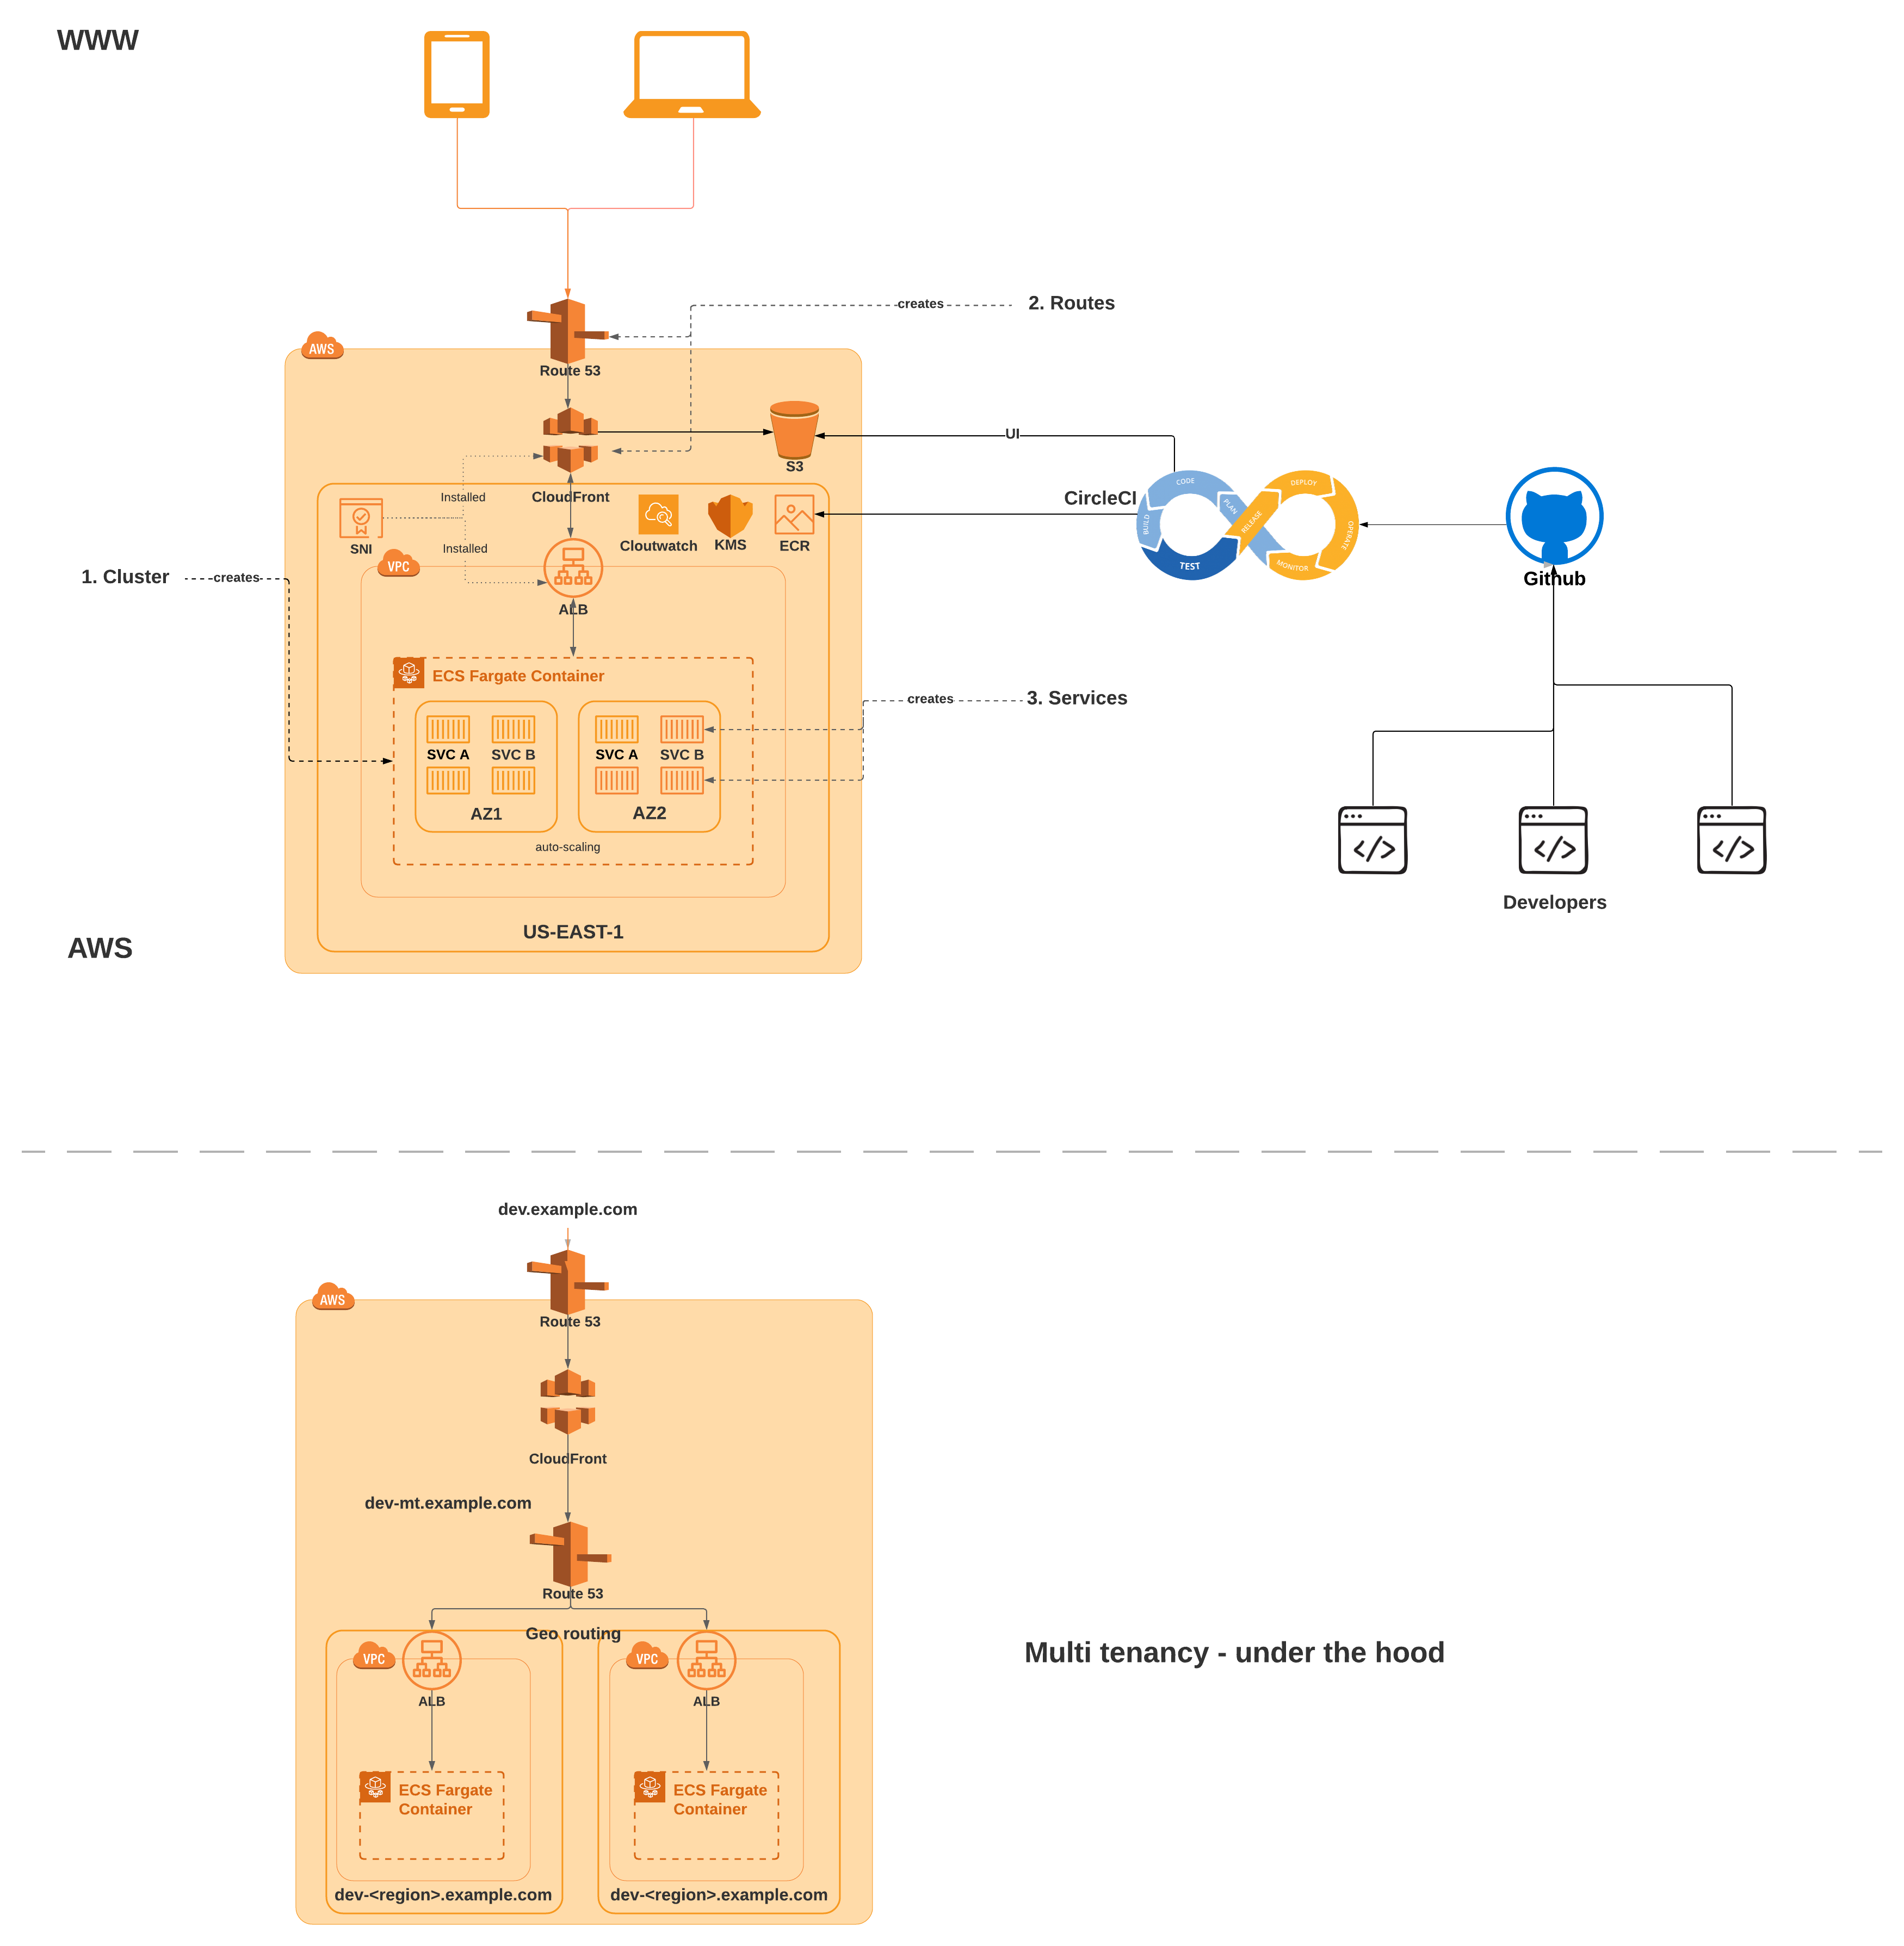 WWW
2. Routes
creates
AWS
Route 53
S3
UI
CODE
DEPLOY
PLAN
RELEASE
BUILD
OPERATE
TEST
MONITOR
CircleCI
Installed
CloudFront
Installed
SNI
Cloutwatch
KMS
ECR
VPC
1. Cluster
creates
Github
ALB
ECS Fargate Container
creates
3. Services
SVC A
SVC B
SVC A
SVC B
AZ1
AZ2
auto-scaling
Developers
US-EAST-1
AWS
dev.example.com
AWS
Route 53
CloudFront
dev-mt.example.com
Route 53
Geo routing
VPC
VPC
Multi tenancy - under the hood
ALB
ALB
ECS Fargate
Container
ECS Fargate
Container
dev-<region>.example.com
dev-<region>.example.com